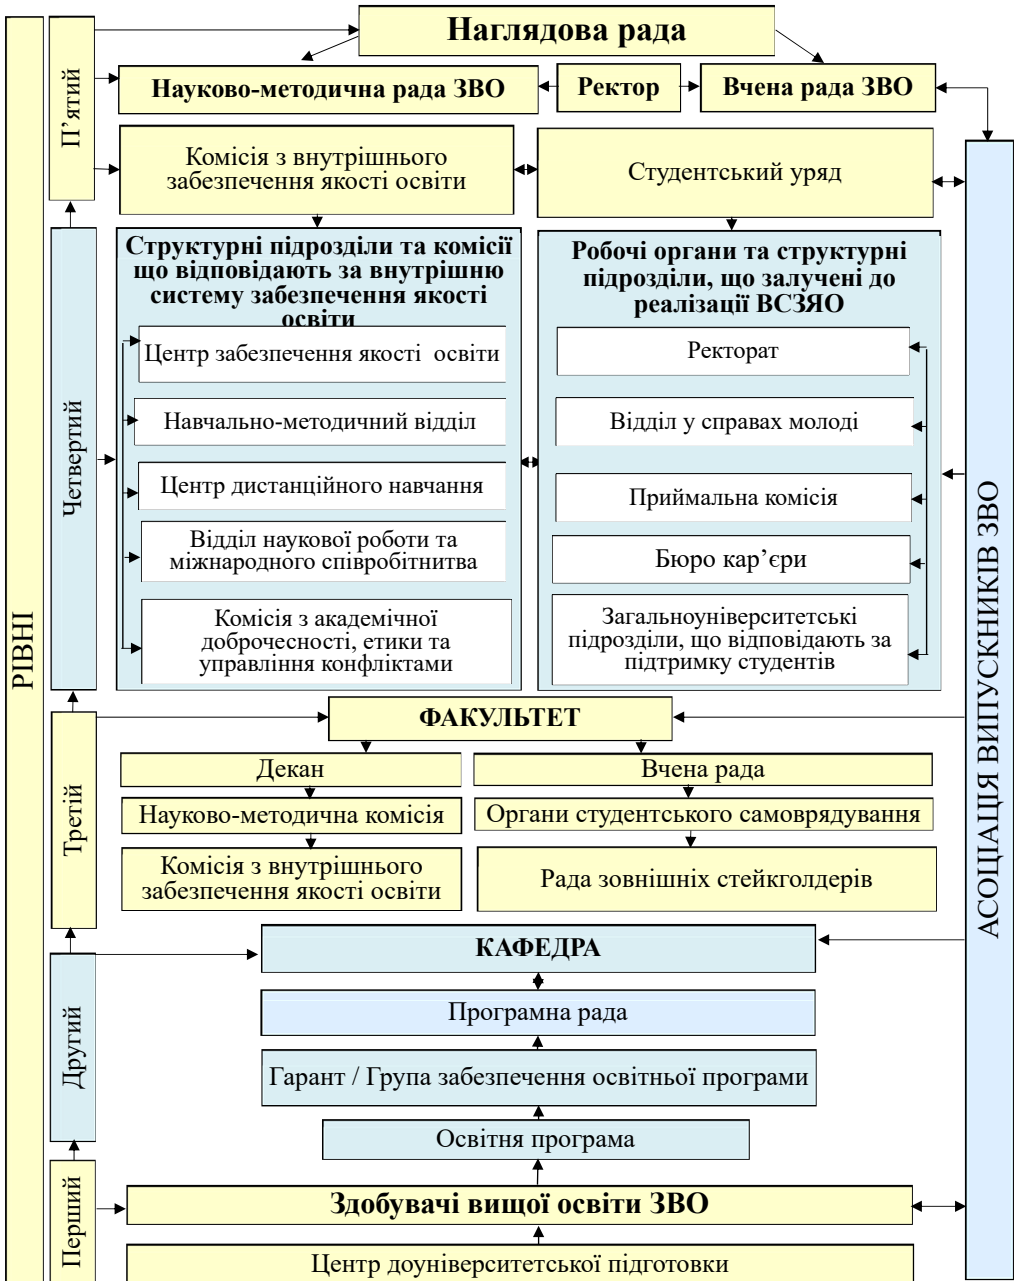 РІВНІ
П’ятий
Наглядова рада
Науково-методична рада ЗВО
Ректор
Вчена рада ЗВО
Комісія з внутрішнього
забезпечення якості освіти
Студентський уряд
Четвертий
Структурні підрозділи та комісії
що відповідають за внутрішню
систему забезпечення якості
освіти
Центр забезпечення якості освіти
Навчально-методичний відділ
Центр дистанційного навчання
Відділ наукової роботи та
міжнародного співробітнитва
Комісія з академічної
доброчесності, етики та
управління конфліктами
Робочі органи та структурні
підрозділи, що залучені до
реалізації ВСЗЯО
Ректорат
Відділ у справах молоді
Приймальна комісія
Бюро кар’єри
Загальноуніверситетські
підрозділи, що відповідають за
підтримку студентів
Третій
ФАКУЛЬТЕТ
Декан
Науково-методична комісія
Комісія з внутрішнього
забезпечення якості освіти
Вчена рада
Органи студентського самоврядування
Рада зовнішніх стейкголдерів
Другий
КАФЕДРА
Програмна рада
Гарант / Група забезпечення освітньої програми
Освітня програма
Перший
Здобувачі вищої освіти ЗВО
Центр доуніверситетської підготовки
АСОЦІАЦІЯ ВИПУСКНИКІВ ЗВО